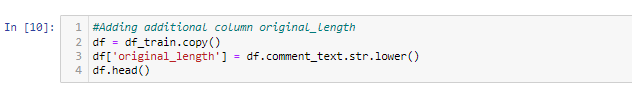 In [10]:
1 #Adding additional column original_length
2 df = df_train.copy()
3 df['original_length'] = df.comment_text.str.lower()
4 df.head()